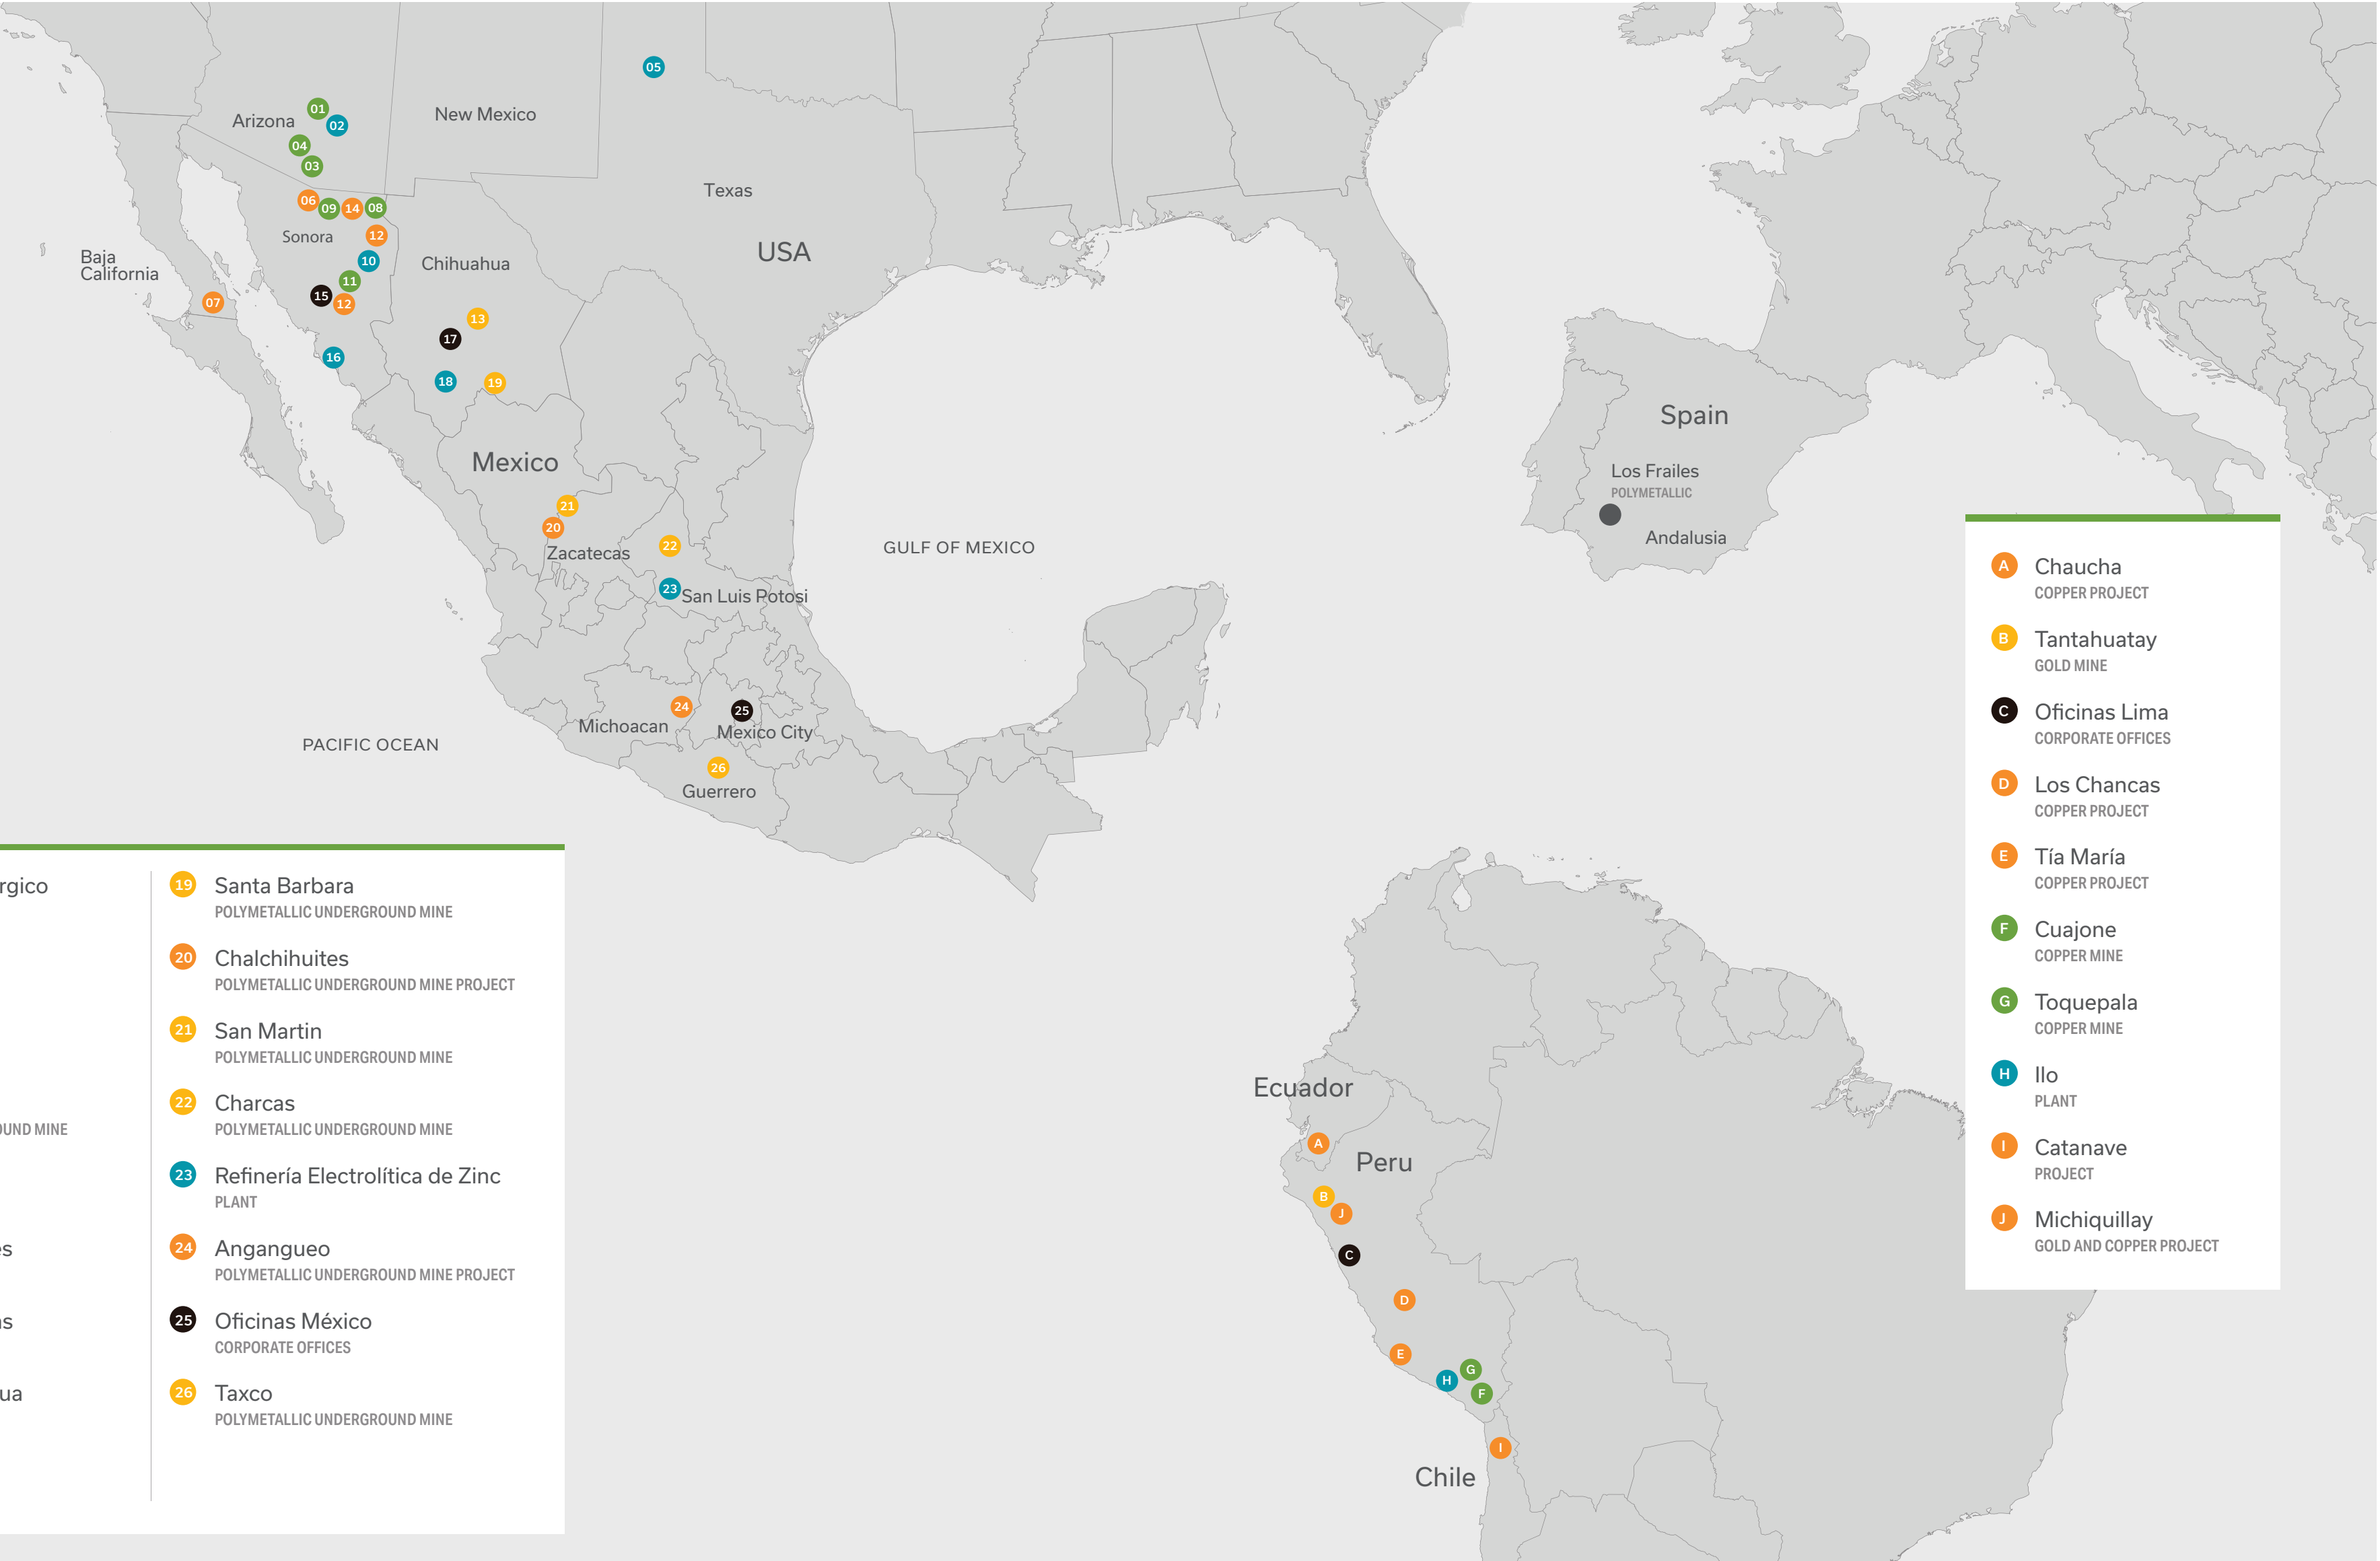 05
01
Arizona
02
New Mexico
04
03
Texas
06
09
14
08
Sonora
12
USA
Baja
California
10
Chihuahua
11
15
12
07
13
17
16
18
19
Spain
Mexico
Los Frailes
POLYMETALLIC
21
20
Zacatecas
22
GULF OF MEXICO
Andalusia
23
San Luis Potosi
24
25
Michoacan
Mexico City
PACIFIC OCEAN
26
Guerrero
rgico
OUND MINE
es
as
ua
19 Santa Barbara
POLYMETALLIC UNDERGROUND MINE
20 Chalchihuites
POLYMETALLIC UNDERGROUND MINE PROJECT
21 San Martin
POLYMETALLIC UNDERGROUND MINE
22 Charcas
POLYMETALLIC UNDERGROUND MINE
23 Refinería Electrolítica de Zinc
PLANT
24 Angangueo
POLYMETALLIC UNDERGROUND MINE PROJECT
25 Oficinas México
CORPORATE OFFICES
26 Taxco
POLYMETALLIC UNDERGROUND MINE
Ecuador
A
Peru
B
J
C
D
E
G
H
F
I
Chile
A Chaucha
COPPER PROJECT
B Tantahuatay
GOLD MINE
C Oficinas Lima
CORPORATE OFFICES
D Los Chancas
COPPER PROJECT
E Tía María
COPPER PROJECT
F Cuajone
COPPER MINE
G Toquepala
COPPER MINE
H Ilo
PLANT
I Catanave
PROJECT
J Michiquillay
GOLD AND COPPER PROJECT